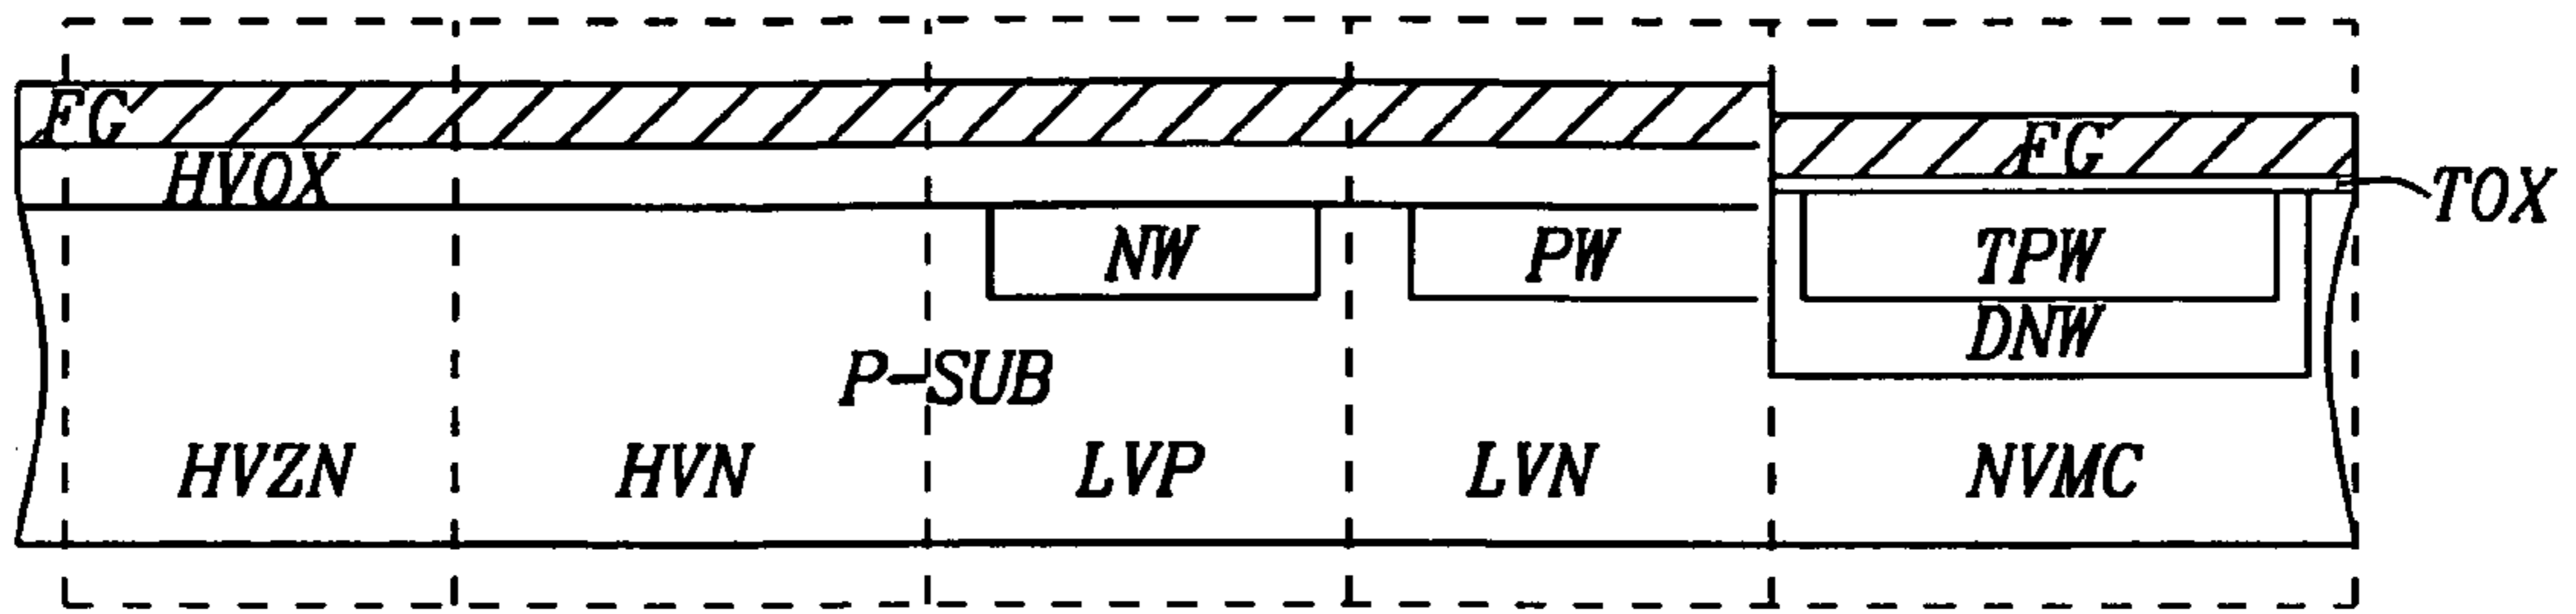 FG
FG
HVOX
TOX
NW
PW
TPW
DNW
P-SUB
HVZN
HVN
LVP
LVN
NVMC